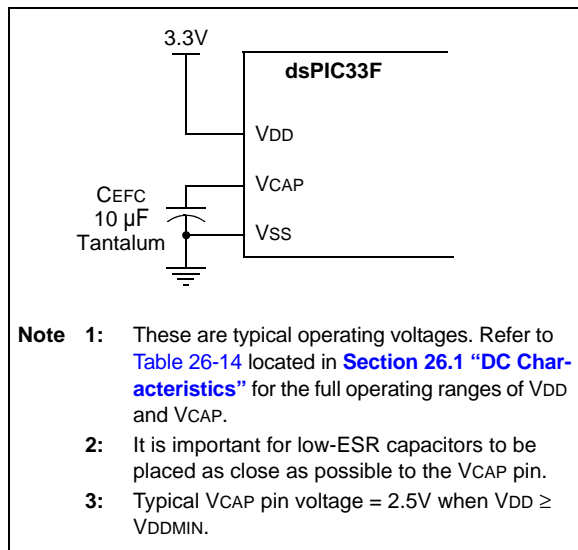 3.3V
dsPIC33F
VDD
VCAP
CEFC
10 µF
Tantalum
VSS
Note 1: These are typical operating voltages. Refer to
Table 26-14 located in Section 26.1 “DC Char-
acteristics” for the full operating ranges of VDD
and VCAP.
2: It is important for low-ESR capacitors to be
placed as close as possible to the VCAP pin.
3: Typical VCAP pin voltage = 2.5V when VDD ≥
VDDMIN.